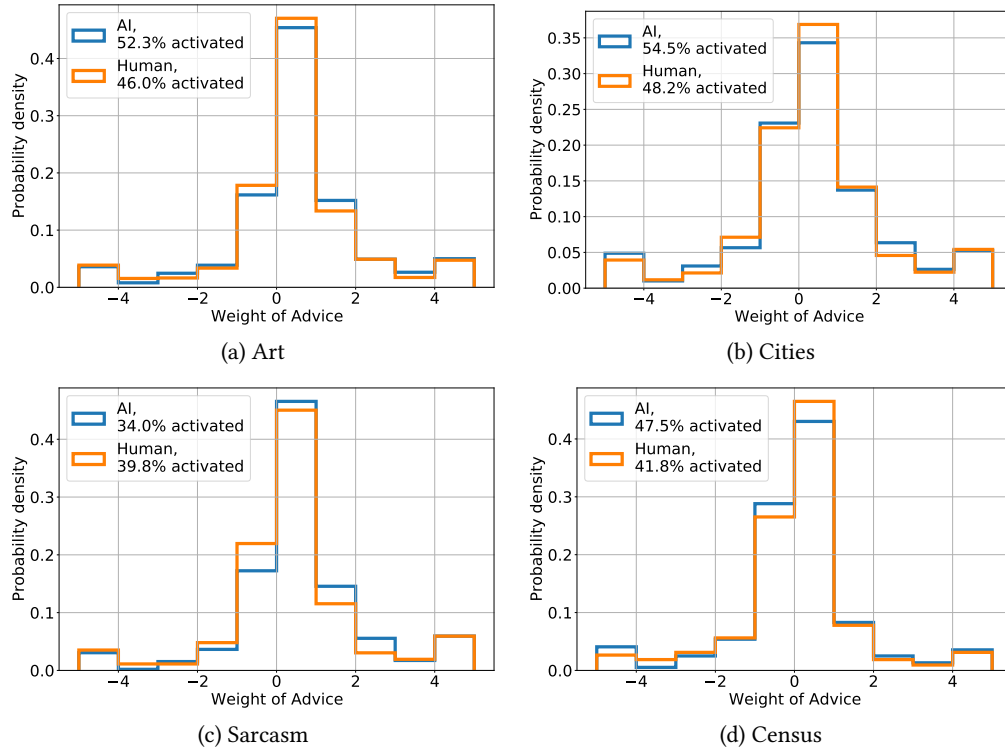 AI,
52.3% activated
Human,
46.0% activated
Probability density
0.4
0.3
0.2
0.1
0.0
−4 −2 0 2 4
Weight of Advice
(a) Art
AI,
54.5% activated
Human,
48.2% activated
Probability density
0.35
0.30
0.25
0.20
0.15
0.10
0.05
0.00
−4 −2 0 2 4
Weight of Advice
(b) Cities
AI,
34.0% activated
Human,
39.8% activated
Probability density
0.4
0.3
0.2
0.1
0.0
−4 −2 0 2 4
Weight of Advice
(c) Sarcasm
AI,
47.5% activated
Human,
41.8% activated
Probability density
0.4
0.3
0.2
0.1
0.0
−4 −2 0 2 4
Weight of Advice
(d) Census